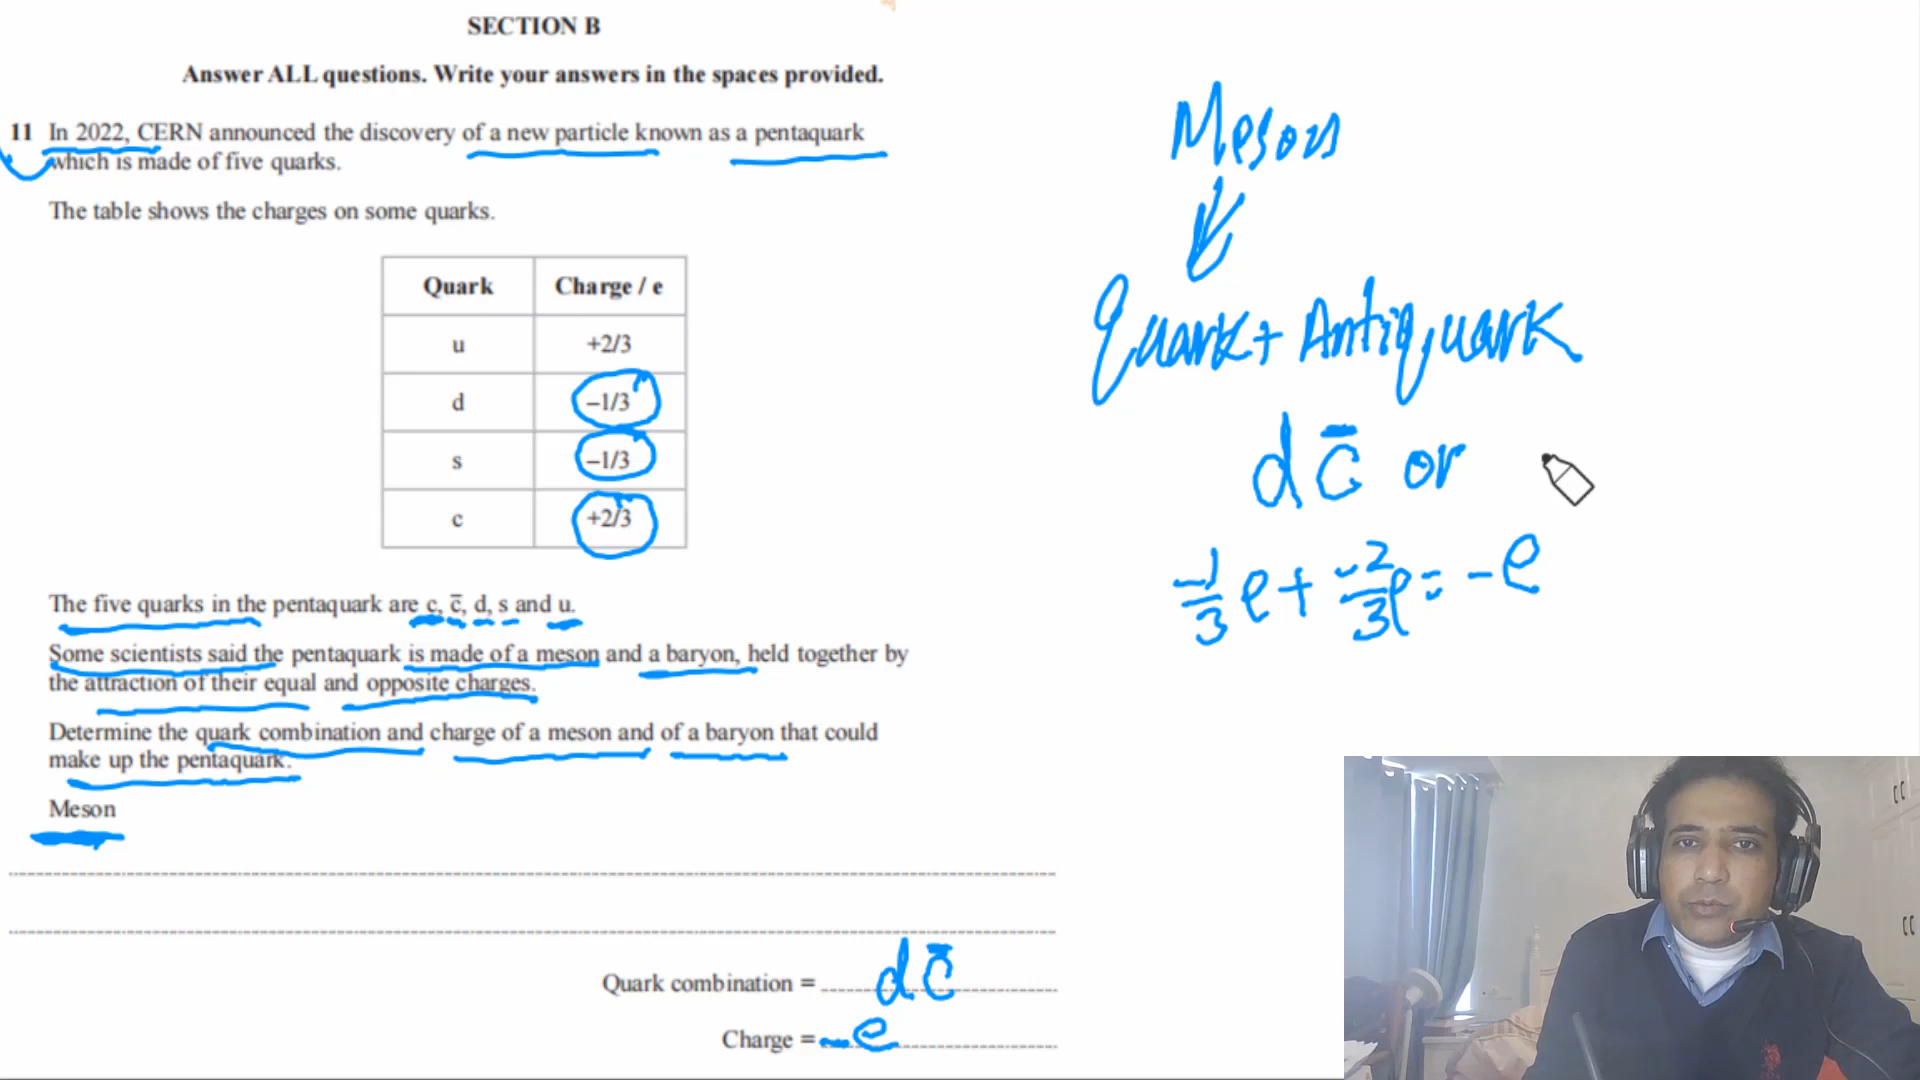 SECTION B
Answer ALL questions. Write your answers in the spaces provided.
11 In 2022, CERN announced the discovery of a new particle known as a pentaquark
which is made of five quarks.
The table shows the charges on some quarks.
Quark Charge / e
u +2/3
d –1/3
s –1/3
c +2/3
The five quarks in the pentaquark are c, c̅, d, s and u.
Some scientists said the pentaquark is made of a meson and a baryon, held together by
the attraction of their equal and opposite charges.
Determine the quark combination and charge of a meson and of a baryon that could
make up the pentaquark.
Meson
Quark combination = d c̅
Charge = -e
Mesons
Quark + Antiquark
d c̅ or
-1/3 e + -2/3 e = -e